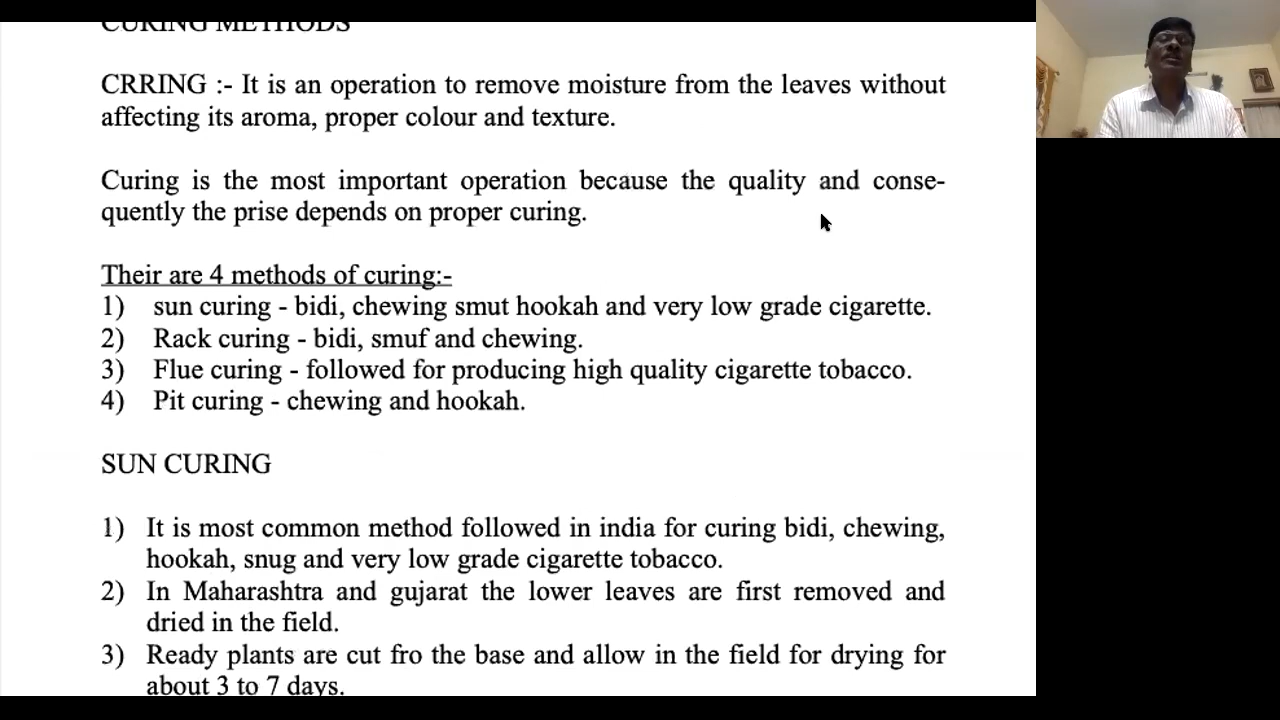 CURING METHODS
CRRING :- It is an operation to remove moisture from the leaves without
affecting its aroma, proper colour and texture.
Curing is the most important operation because the quality and conse-
quently the prise depends on proper curing.
Their are 4 methods of curing:-
1) sun curing - bidi, chewing smut hookah and very low grade cigarette.
2) Rack curing - bidi, smuf and chewing.
3) Flue curing - followed for producing high quality cigarette tobacco.
4) Pit curing - chewing and hookah.
SUN CURING
1) It is most common method followed in india for curing bidi, chewing,
hookah, snug and very low grade cigarette tobacco.
2) In Maharashtra and gujarat the lower leaves are first removed and
dried in the field.
3) Ready plants are cut fro the base and allow in the field for drying for
about 3 to 7 days.